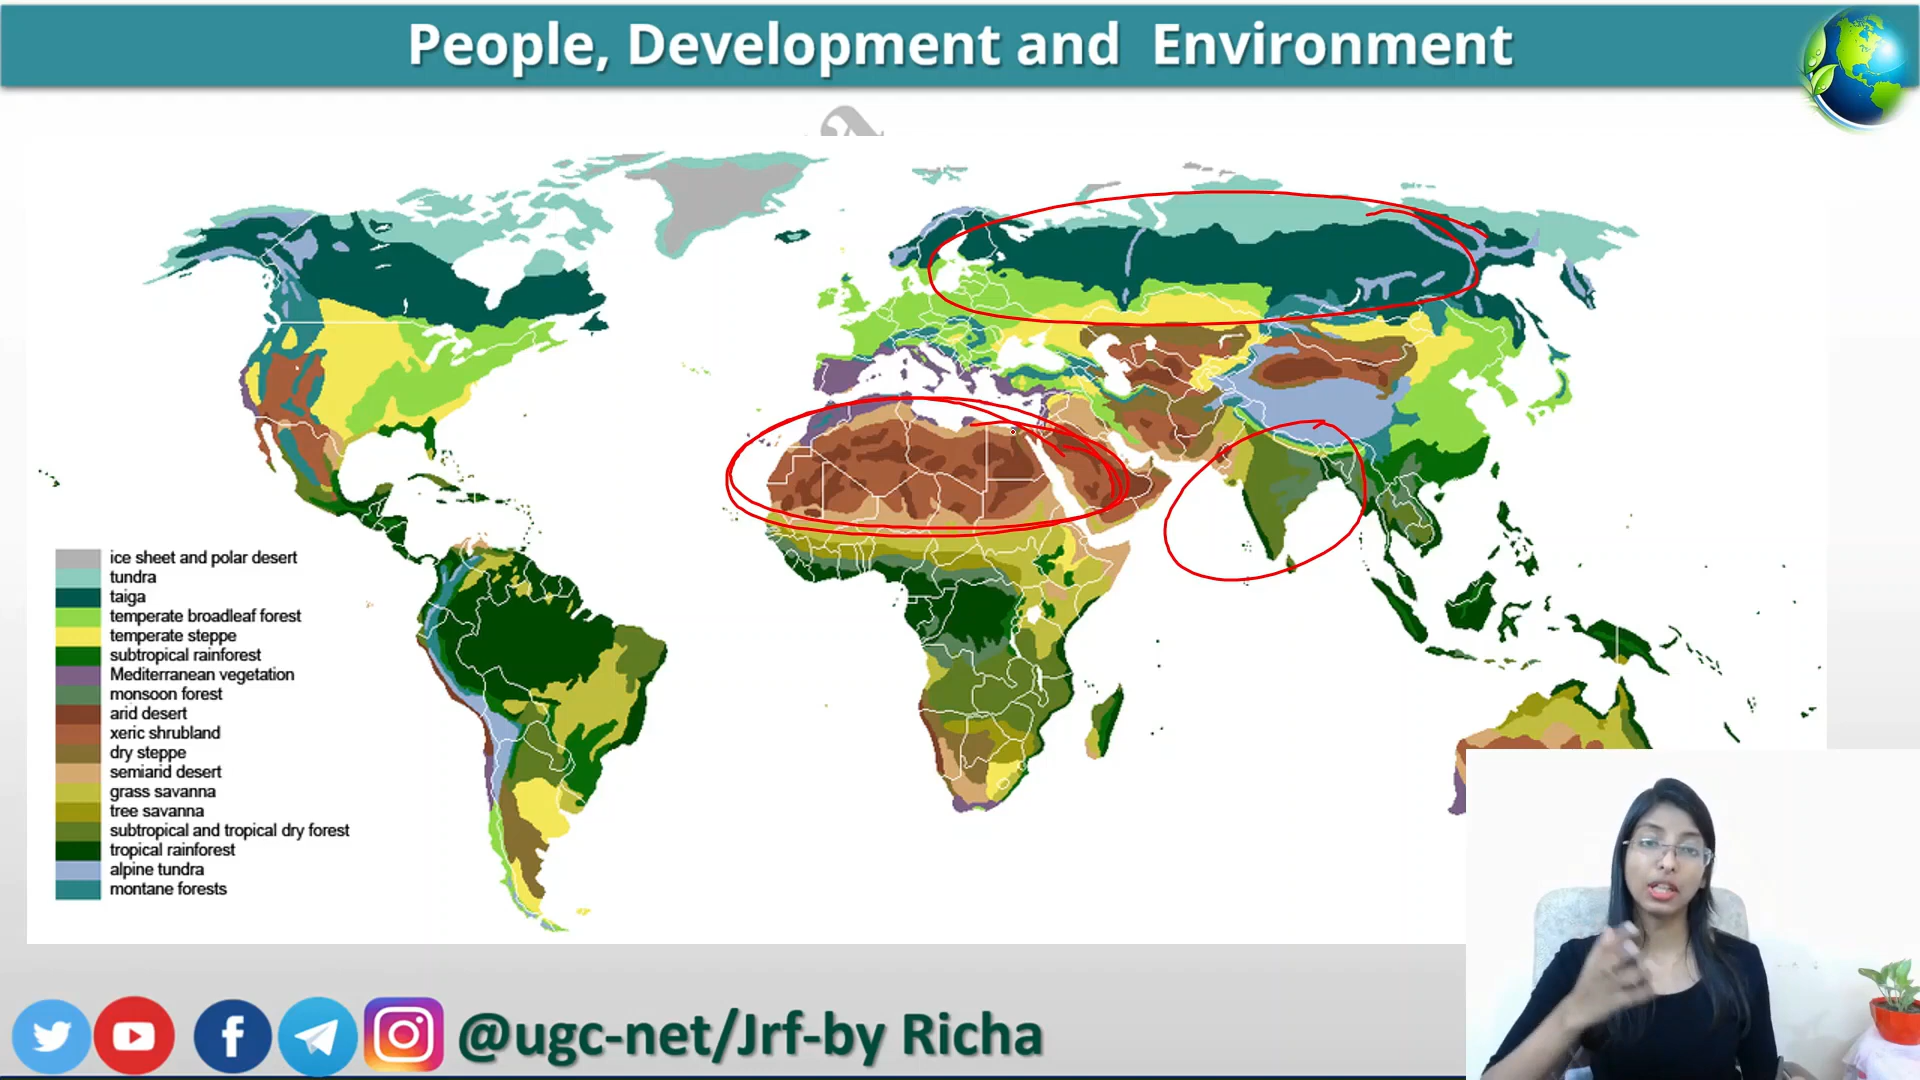 People, Development and Environment
ice sheet and polar desert
tundra
taiga
temperate broadleaf forest
temperate steppe
subtropical rainforest
Mediterranean vegetation
monsoon forest
arid desert
xeric shrubland
dry steppe
semiarid desert
grass savanna
tree savanna
subtropical and tropical dry forest
tropical rainforest
alpine tundra
montane forests
@ugc-net/Jrf-by Richa